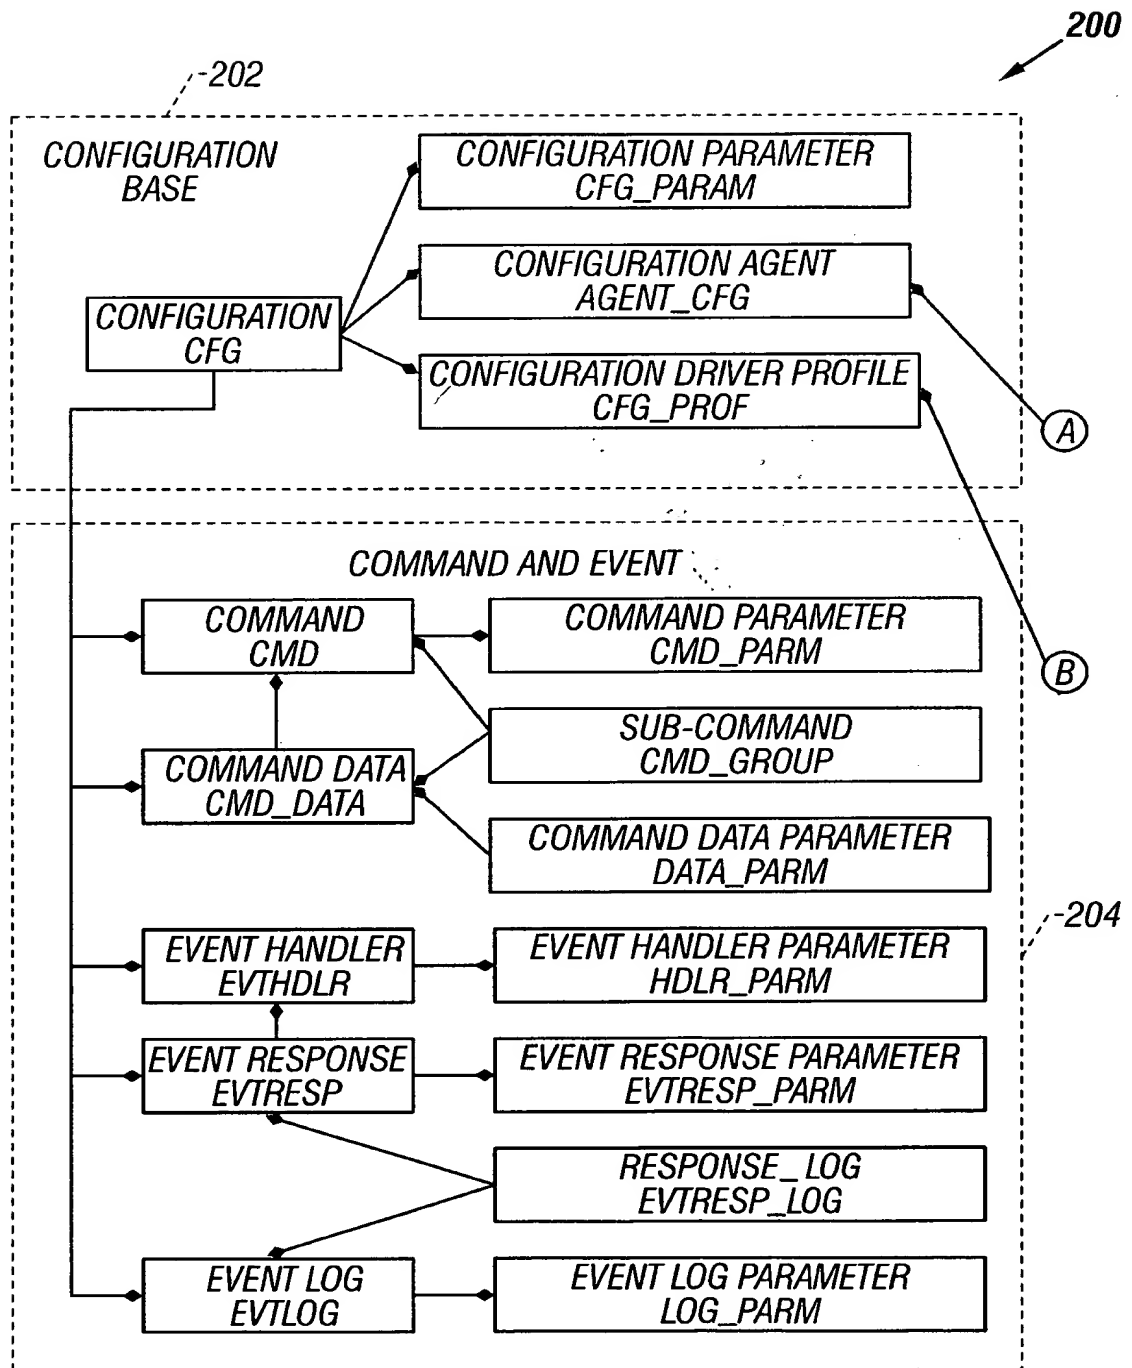 200
202
CONFIGURATION
BASE
CONFIGURATION PARAMETER
CFG_PARAM
CONFIGURATION AGENT
AGENT_CFG
CONFIGURATION
CFG
CONFIGURATION DRIVER PROFILE
CFG_PROF
A
COMMAND AND EVENT
COMMAND
CMD
COMMAND PARAMETER
CMD_PARM
B
SUB-COMMAND
CMD_GROUP
COMMAND DATA
CMD_DATA
COMMAND DATA PARAMETER
DATA_PARM
204
EVENT HANDLER
EVTHDLR
EVENT HANDLER PARAMETER
HDLR_PARM
EVENT RESPONSE
EVTRESP
EVENT RESPONSE PARAMETER
EVTRESP_PARM
RESPONSE_LOG
EVTRESP_LOG
EVENT LOG
EVTLOG
EVENT LOG PARAMETER
LOG_PARM